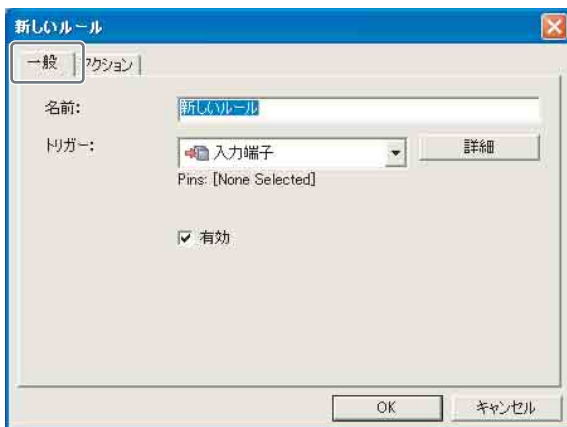 新しいルール
一般 アクション
名前: 新しいルール
トリガー: 入力端子 詳細
Pins: [None Selected]
有効
OK キャンセル